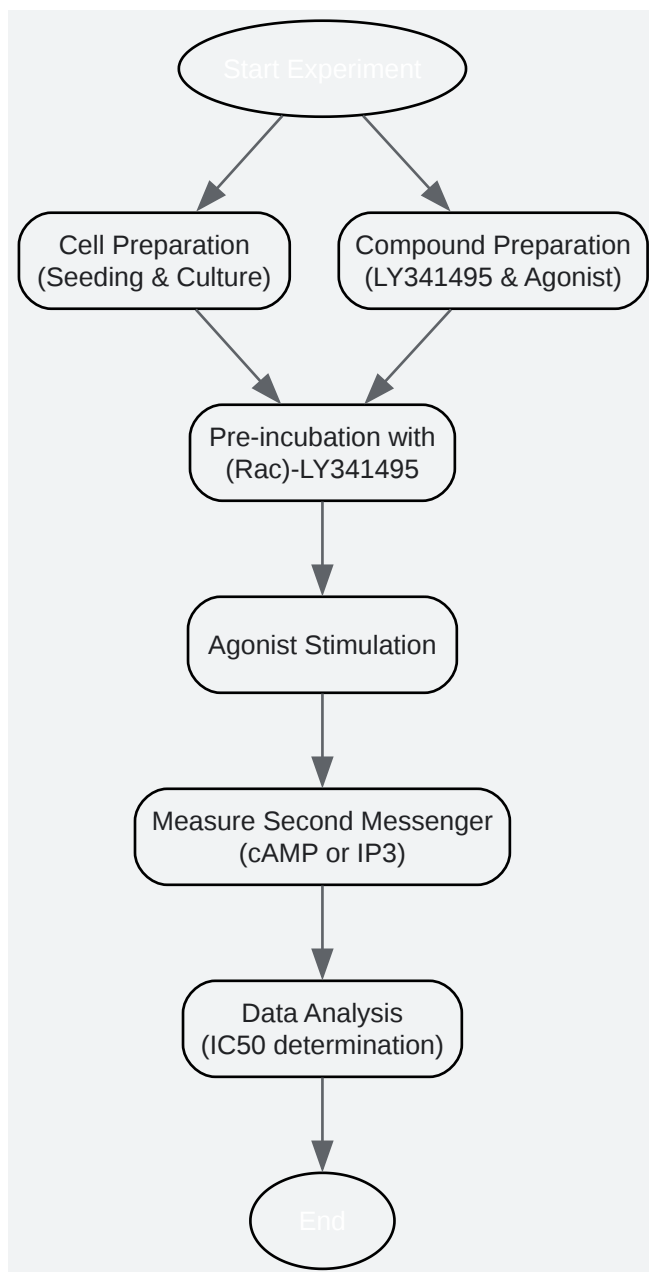 Start Experiment
Cell Preparation
(Seeding & Culture)
Compound Preparation
(LY341495 & Agonist)
Pre-incubation with
(Rac)-LY341495
Agonist Stimulation
Measure Second Messenger
(cAMP or IP3)
Data Analysis
(IC50 determination)
End